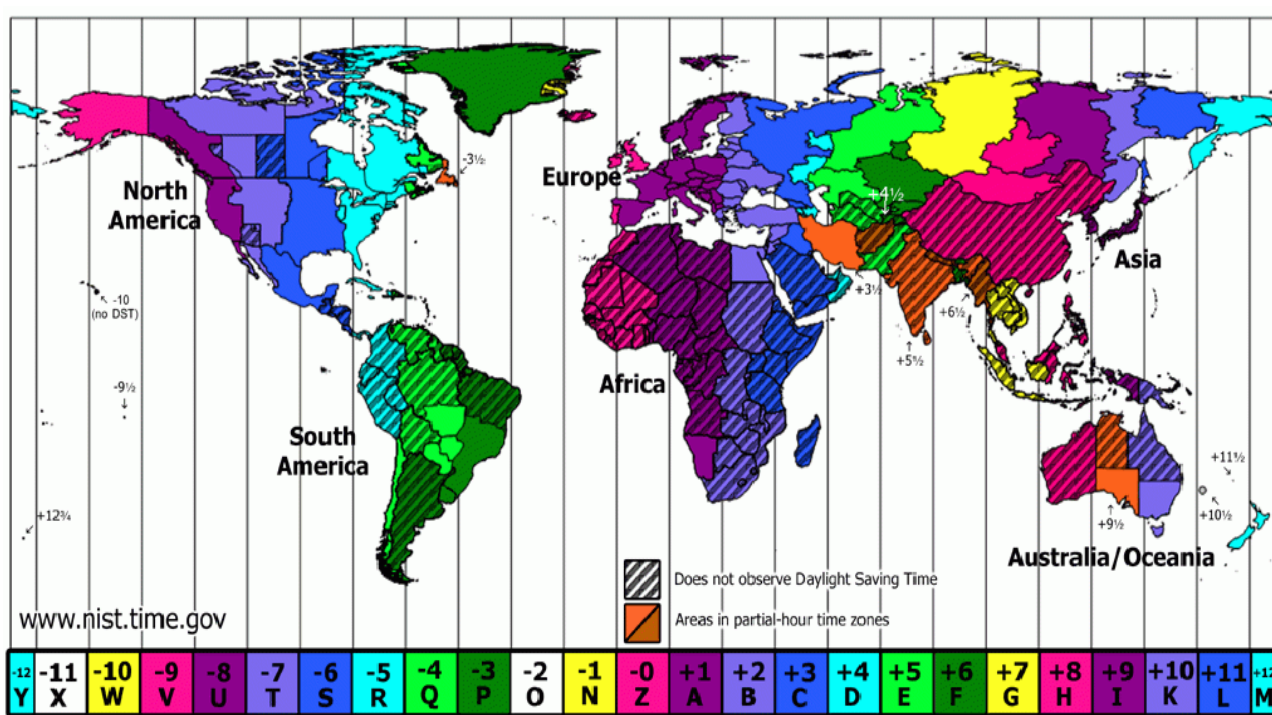 -3½
Europe
North
America
+4½
Asia
-10
(no DST)
+3½
+6½
+5½
Africa
-9½
South
America
+11½
+12¾
+10½
+9½
Australia/Oceania
Does not observe Daylight Saving Time
Areas in partial-hour time zones
www.nist.time.gov
-12 -11 -10 -9 -8 -7 -6 -5 -4 -3 -2 -1 -0 +1 +2 +3 +4 +5 +6 +7 +8 +9 +10 +11 +12
Y X W V U T S R Q P O N Z A B C D E F G H I K L M